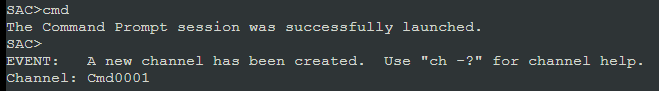 SAC>cmd
The Command Prompt session was successfully launched.
SAC>
EVENT:   A new channel has been created.  Use "ch -?" for channel help.
Channel: Cmd0001